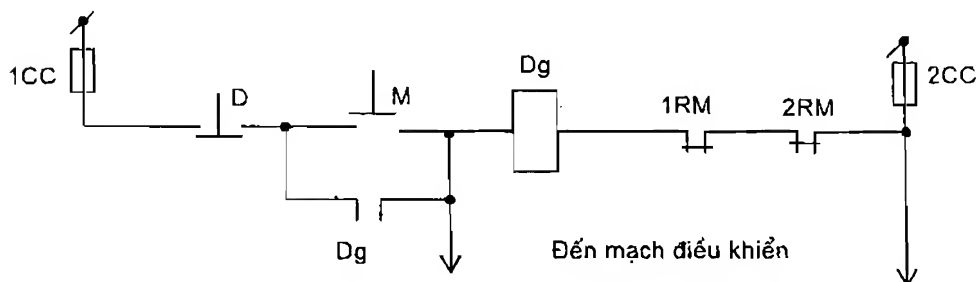 1CC
D
M
Dg
1RM
2RM
2CC
Dg
Đến mạch điều khiển